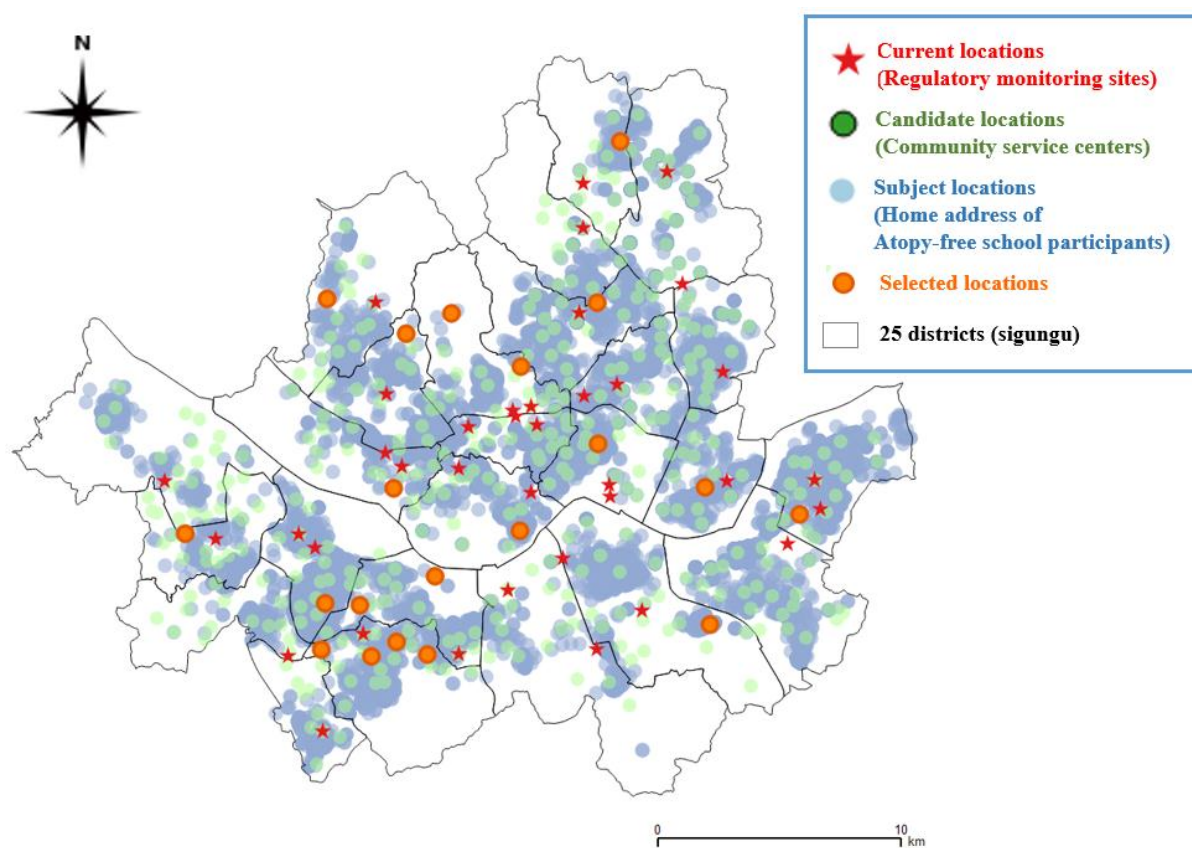 N
Current locations
(Regulatory monitoring sites)
Candidate locations
(Community service centers)
Subject locations
(Home address of
Atopy-free school participants)
Selected locations
25 districts (sigungu)
0 10
km